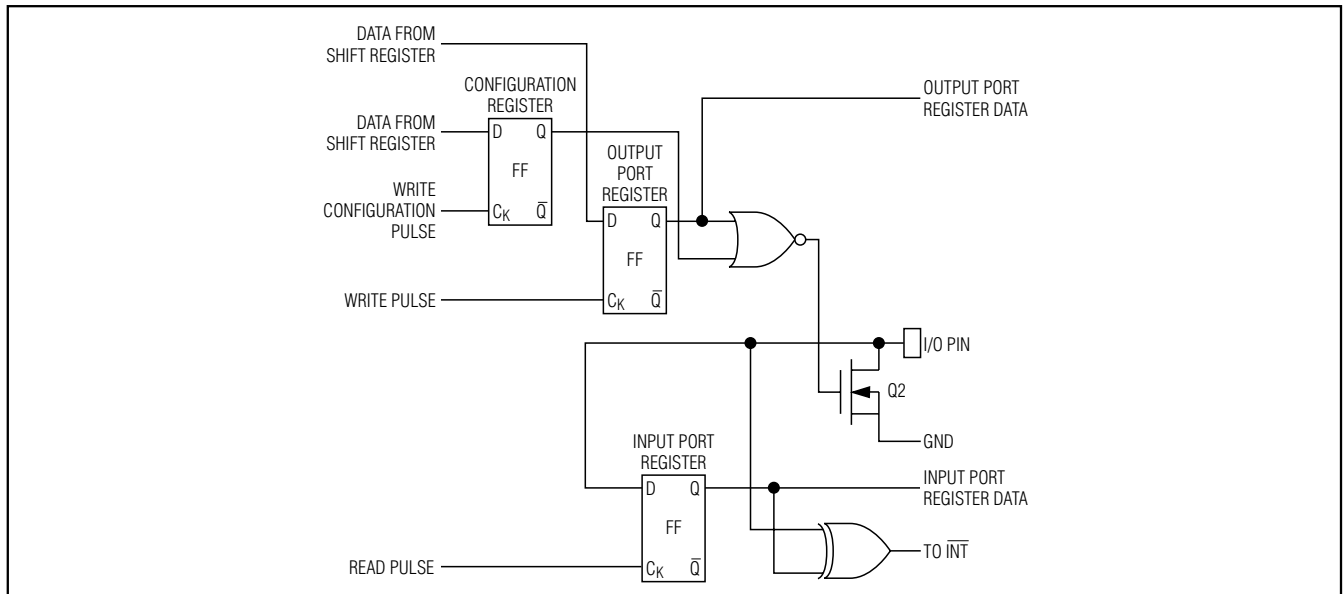 DATA FROM
SHIFT REGISTER
CONFIGURATION
REGISTER
OUTPUT PORT
REGISTER DATA
DATA FROM
SHIFT REGISTER
D Q
FF
CK Q̅
OUTPUT
PORT
REGISTER
WRITE
CONFIGURATION
PULSE
D Q
FF
CK Q̅
WRITE PULSE
I/O PIN
Q2
GND
INPUT PORT
REGISTER
D Q
FF
CK Q̅
INPUT PORT
REGISTER DATA
TO I̅N̅T̅
READ PULSE